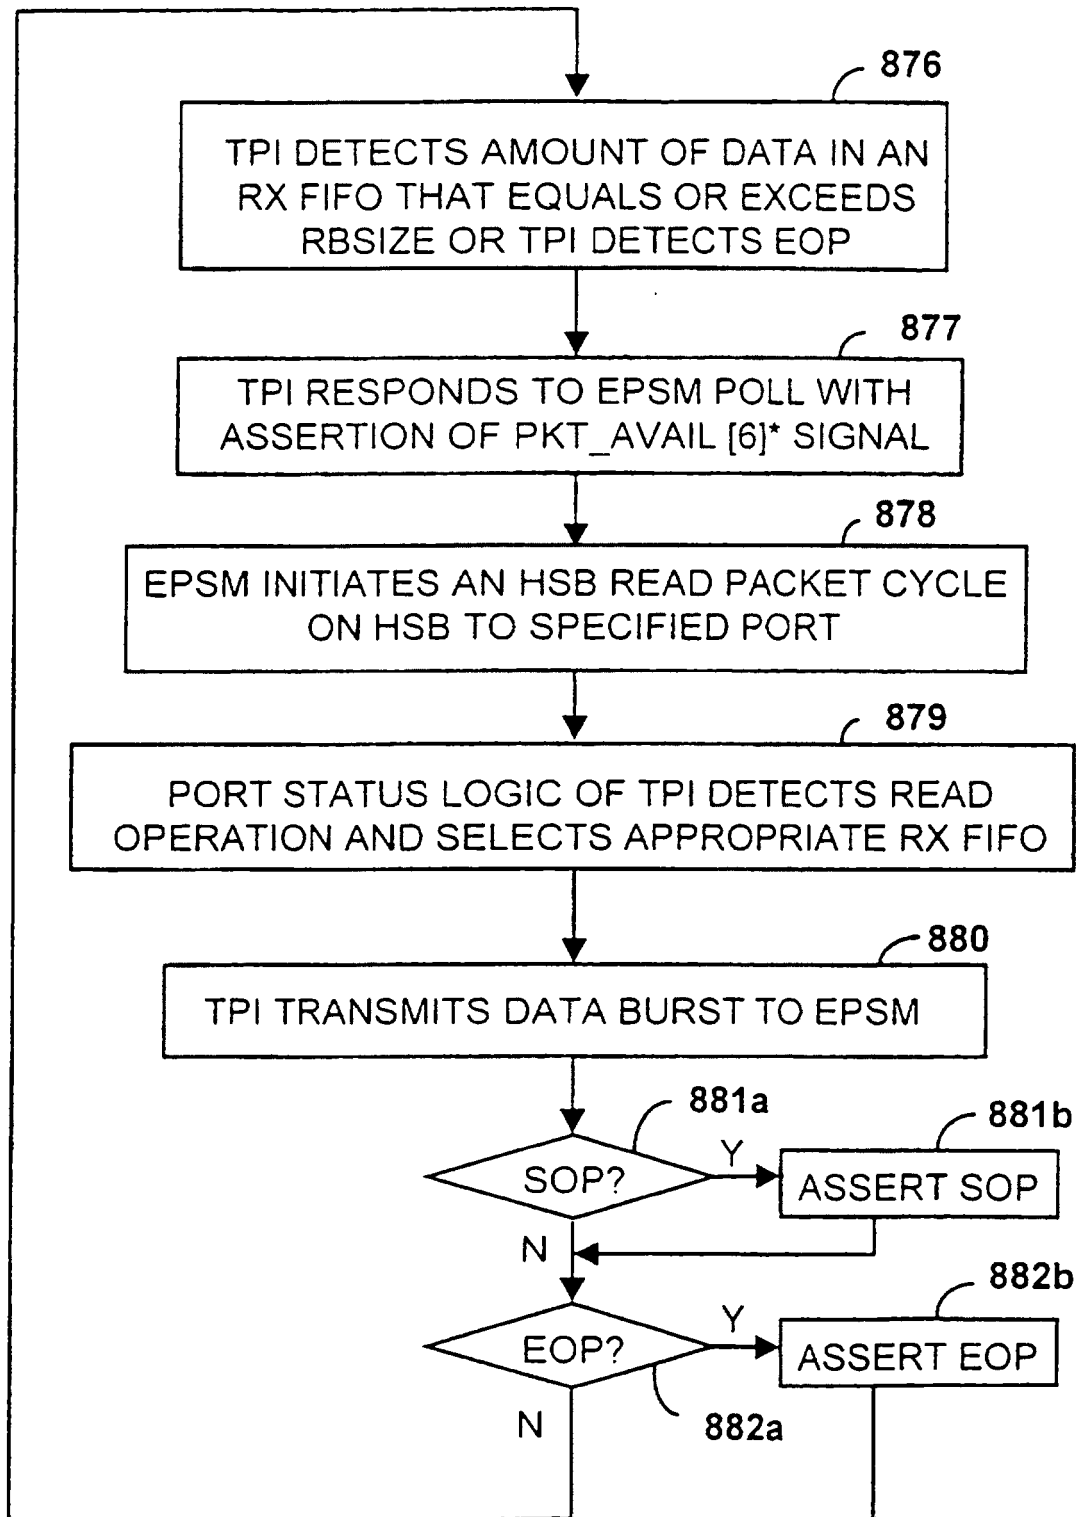 876
TPI DETECTS AMOUNT OF DATA IN AN
RX FIFO THAT EQUALS OR EXCEEDS
RBSIZE OR TPI DETECTS EOP
877
TPI RESPONDS TO EPSM POLL WITH
ASSERTION OF PKT_AVAIL [6]* SIGNAL
878
EPSM INITIATES AN HSB READ PACKET CYCLE
ON HSB TO SPECIFIED PORT
879
PORT STATUS LOGIC OF TPI DETECTS READ
OPERATION AND SELECTS APPROPRIATE RX FIFO
880
TPI TRANSMITS DATA BURST TO EPSM
881a
SOP?
Y
881b
ASSERT SOP
N
882b
EOP?
Y
ASSERT EOP
N
882a